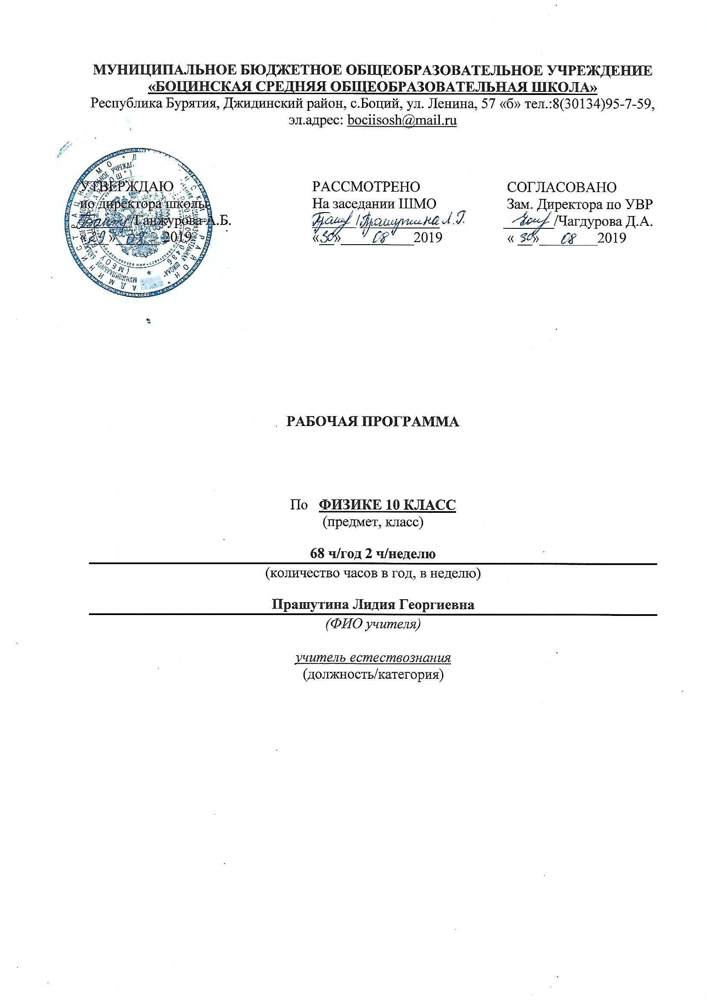 МУНИЦИПАЛЬНОЕ БЮДЖЕТНОЕ ОБЩЕОБРАЗОВАТЕЛЬНОЕ УЧРЕЖДЕНИЕ
«БОЦИНСКАЯ СРЕДНЯЯ ОБЩЕОБРАЗОВАТЕЛЬНАЯ ШКОЛА»
Республика Бурятия, Джидинский район, с.Боций, ул. Ленина, 57 «б» тел.:8(30134)95-7-59,
эл.адрес: bociisosh@mail.ru
УТВЕРЖДАЮ
ио директора школы
/Ганжурова А.Б.
« 29 » 08 2019
РАССМОТРЕНО
На заседании ШМО
/Прашутина Л.Г.
«30» 08 2019
СОГЛАСОВАНО
Зам. Директора по УВР
/Чагдурова Д.А.
« 30» 08 2019
РАБОЧАЯ ПРОГРАММА
По ФИЗИКЕ 10 КЛАСС
(предмет, класс)
68 ч/год 2 ч/неделю
(количество часов в год, в неделю)
Прашутина Лидия Георгиевна
(ФИО учителя)
учитель естествознания
(должность/категория)